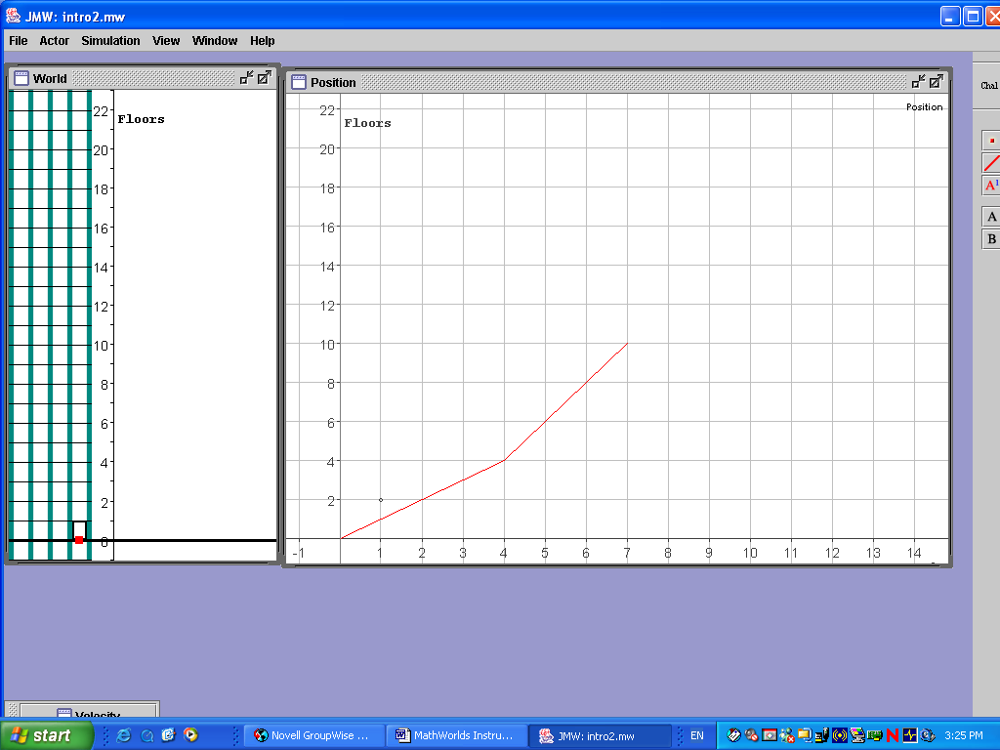 JMW: intro2.mw
File Actor Simulation View Window Help
World
22
Floors
20
18
16
14
12
10
8
6
4
2
0
Position
Position
22
Floors
20
18
16
14
12
10
8
6
4
2
-1 1 2 3 4 5 6 7 8 9 10 11 12 13 14
Chal
A1
A
B
Velocity
start
Novell GroupWise ...
MathWorlds Instru...
JMW: intro2.mw
EN
3:25 PM